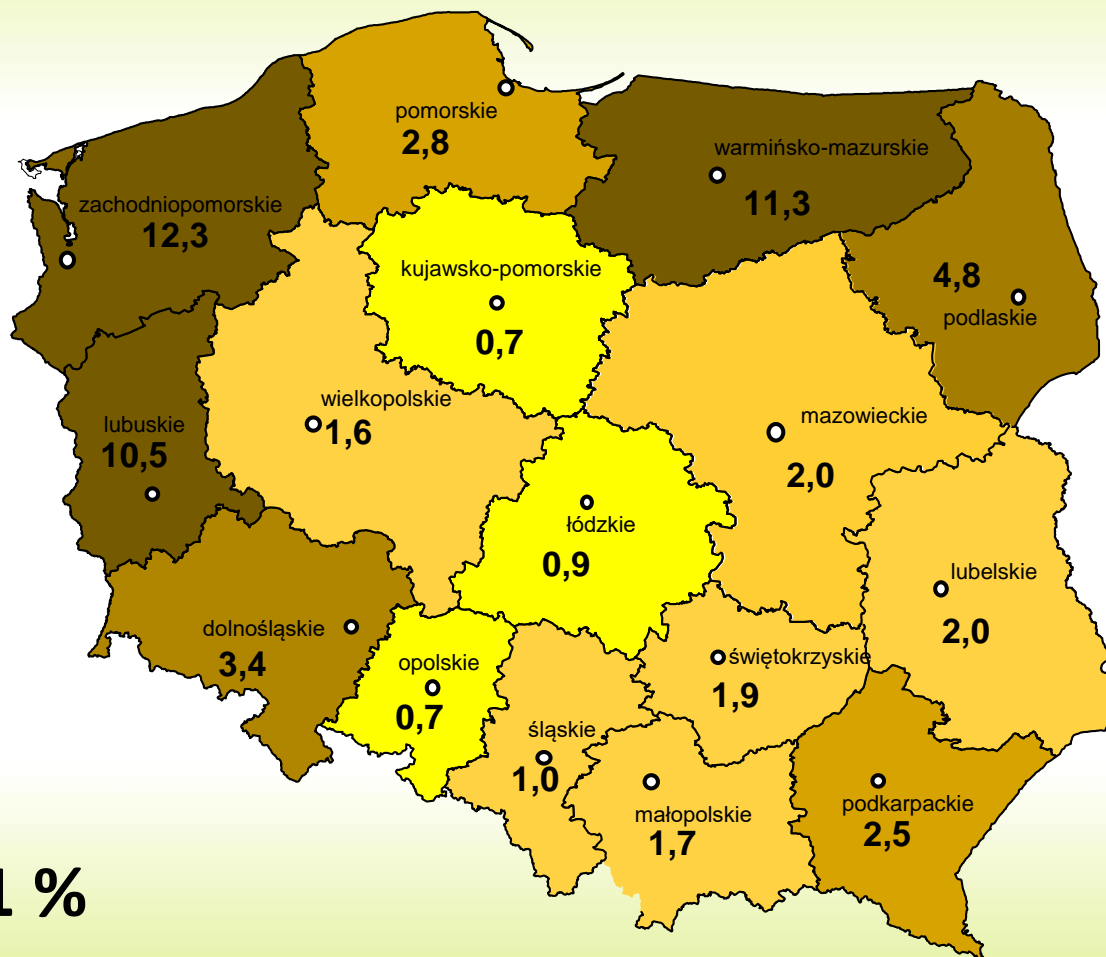 pomorskie
2,8
warmińsko-mazurskie
11,3
zachodniopomorskie
12,3
kujawsko-pomorskie
0,7
4,8
podlaskie
wielkopolskie
1,6
mazowieckie
2,0
lubuskie
10,5
łódzkie
0,9
lubelskie
2,0
dolnośląskie
3,4
opolskie
0,7
świętokrzyskie
1,9
śląskie
1,0
małopolskie
1,7
podkarpackie
2,5
%